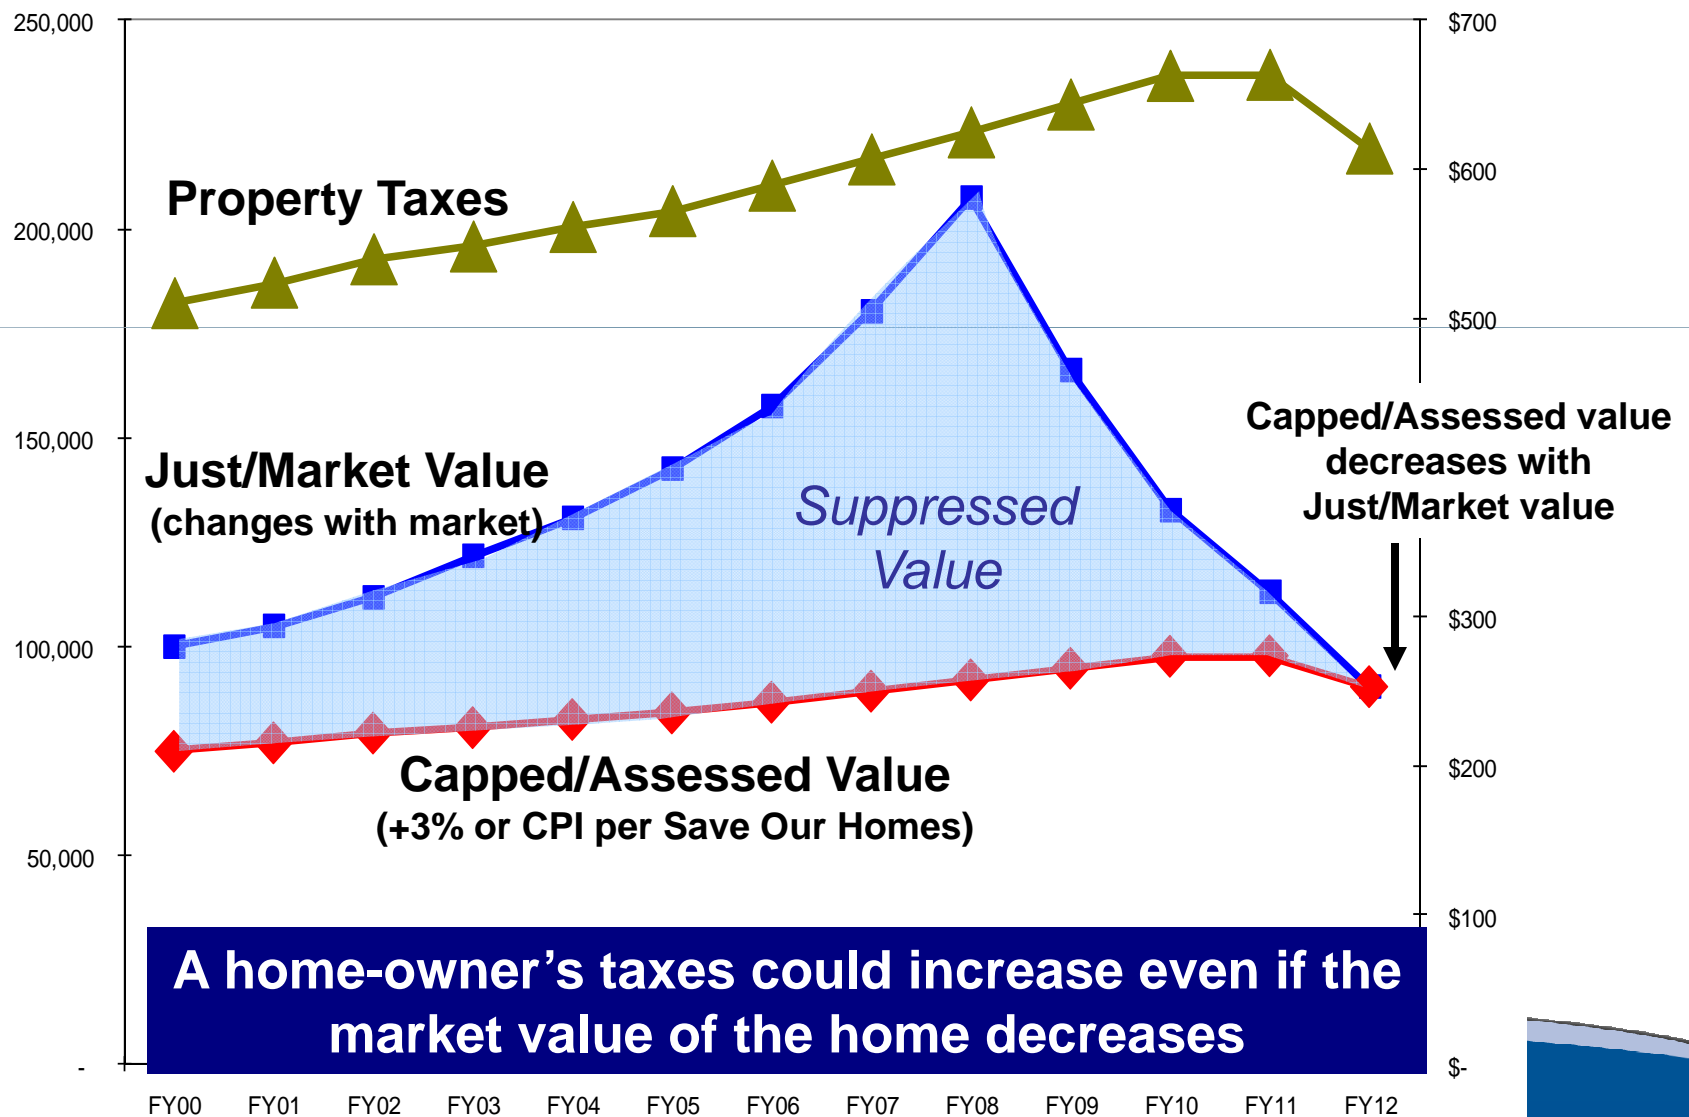 250,000
200,000
150,000
100,000
50,000
-
$700
$600
$500
$300
$200
$100
$-
Property Taxes
Just/Market Value
(changes with market)
Suppressed
Value
Capped/Assessed value
decreases with
Just/Market value
Capped/Assessed Value
(+3% or CPI per Save Our Homes)
A home-owner’s taxes could increase even if the
market value of the home decreases
FY00 FY01 FY02 FY03 FY04 FY05 FY06 FY07 FY08 FY09 FY10 FY11 FY12